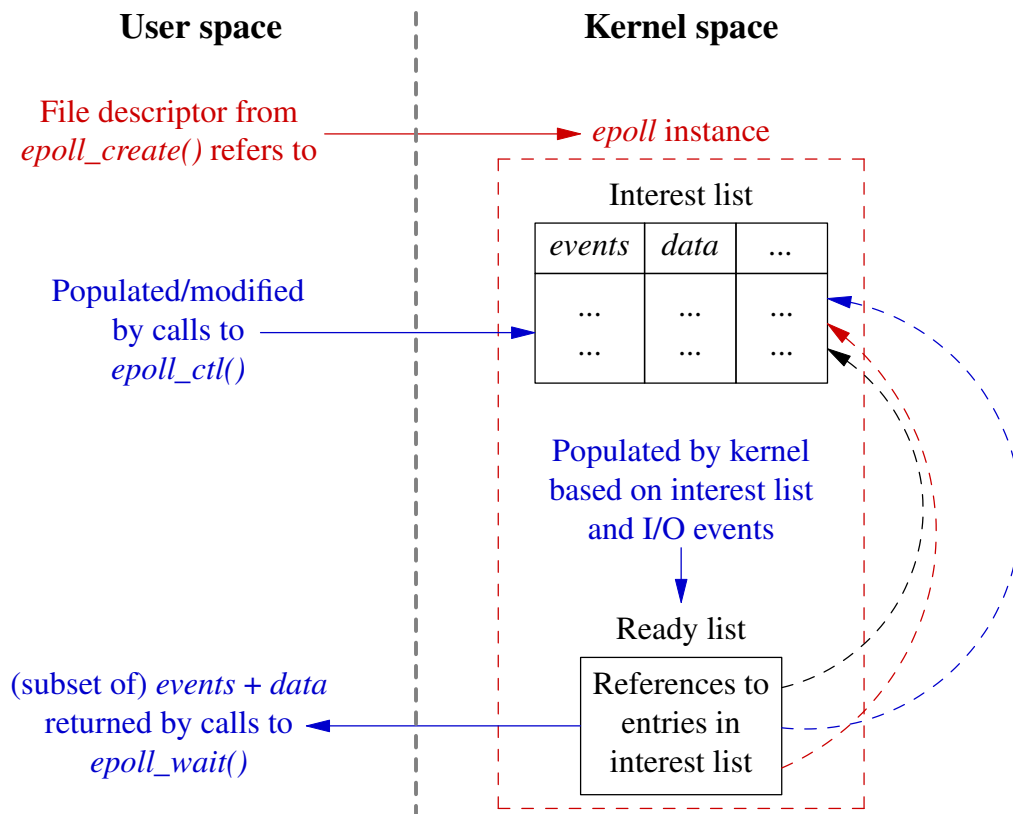 User space
Kernel space
File descriptor from
epoll_create() refers to
epoll instance
Interest list
events data ...
... ... ...
... ... ...
Populated/modified
by calls to
epoll_ctl()
Populated by kernel
based on interest list
and I/O events
Ready list
References to
entries in
interest list
(subset of) events + data
returned by calls to
epoll_wait()